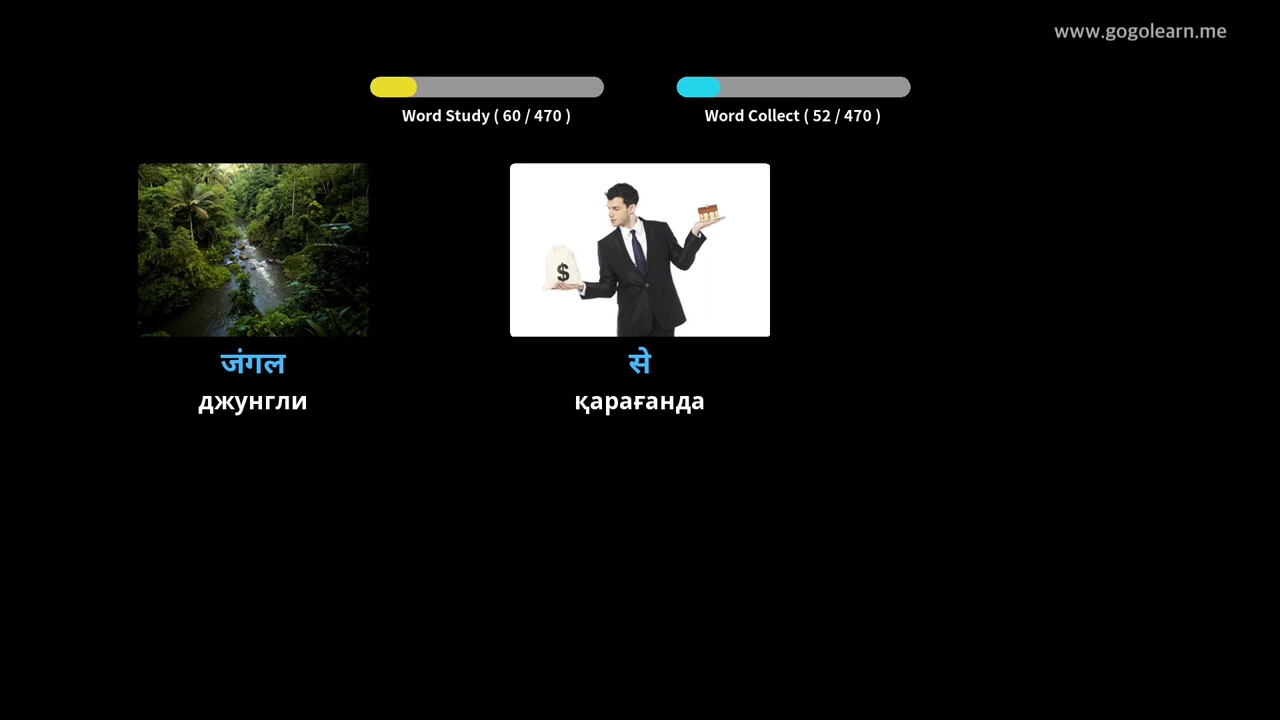 www.gogolearn.me
Word Study ( 60 / 470 )
Word Collect ( 52 / 470 )
$
जंगल
джунгли
से
қарағанда